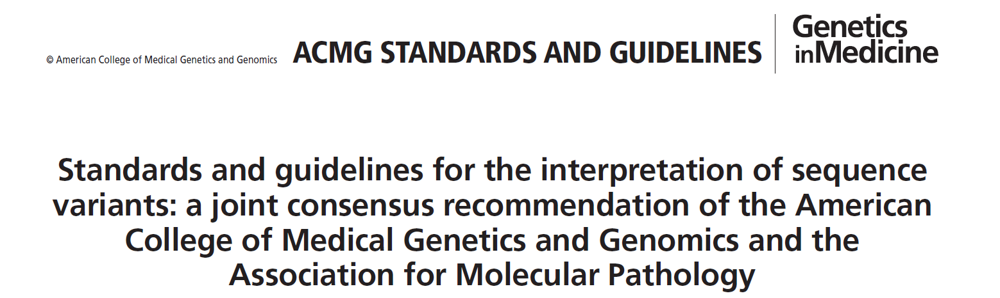 © American College of Medical Genetics and Genomics ACMG STANDARDS AND GUIDELINES
Genetics
inMedicine
Standards and guidelines for the interpretation of sequence
variants: a joint consensus recommendation of the American
College of Medical Genetics and Genomics and the
Association for Molecular Pathology